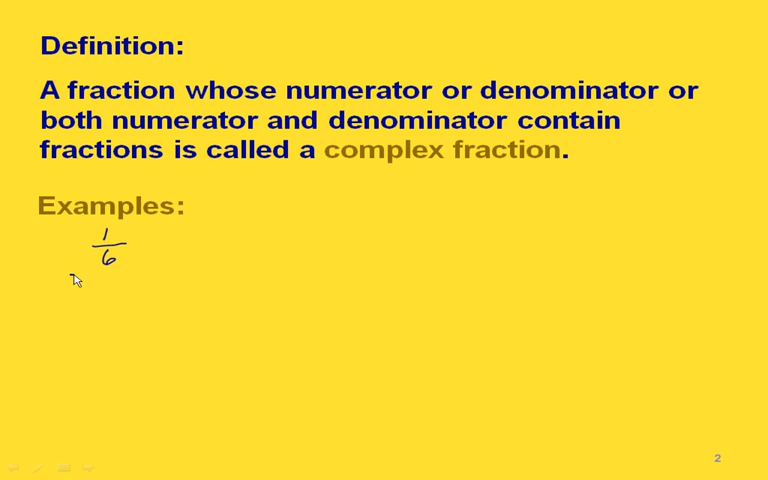 Definition:
A fraction whose numerator or denominator or
both numerator and denominator contain
fractions is called a complex fraction.
Examples:
1
6
2